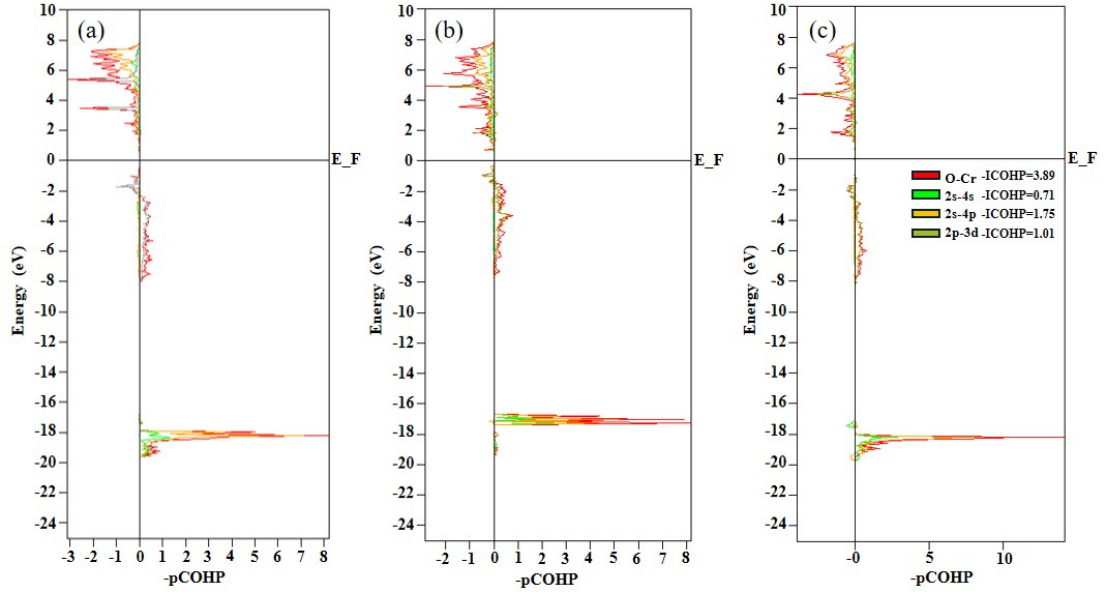 (a)
10
8
6
4
2
0
-2
-4
-6
-8
-10
-12
-14
-16
-18
-20
-22
-24
Energy (eV)
E_F
-3 -2 -1 0 1 2 3 4 5 6 7 8
-pCOHP
(b)
10
8
6
4
2
0
-2
-4
-6
-8
-10
-12
-14
-16
-18
-20
-22
-24
Energy (eV)
E_F
-2 -1 0 1 2 3 4 5 6 7 8
-pCOHP
(c)
10
8
6
4
2
0
-2
-4
-6
-8
-10
-12
-14
-16
-18
-20
-22
-24
Energy (eV)
E_F
O-Cr -ICOHP=3.89
2s-4s -ICOHP=0.71
2s-4p -ICOHP=1.75
2p-3d -ICOHP=1.01
-0 5 10
-pCOHP